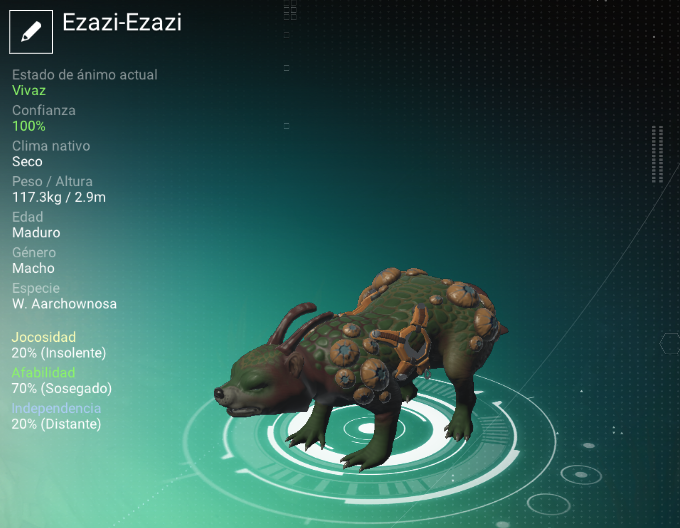 Ezazi-Ezazi
Estado de ánimo actual
Vivaz
Confianza
100%
Clima nativo
Seco
Peso / Altura
117.3kg / 2.9m
Edad
Maduro
Género
Macho
Especie
W. Aarchownosa
Jocosidad
20% (Insolente)
Afabilidad
70% (Sosegado)
Independencia
20% (Distante)